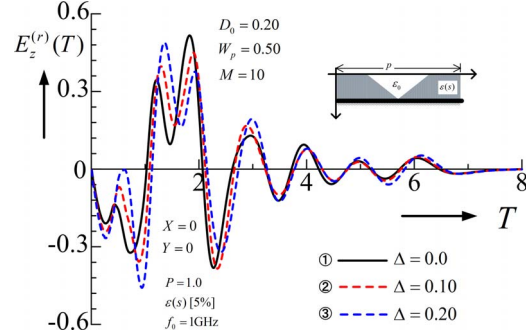 0.6
E_z^(r)(T)
D_0 = 0.20
W_p = 0.50
M = 10
p
ε_0
ε(s)
0.3
0
2
4
6
8
T
X = 0
Y = 0
-0.3
P = 1.0
ε(s) [5%]
f_0 = 1GHz
① Δ = 0.0
② Δ = 0.10
③ Δ = 0.20
-0.6